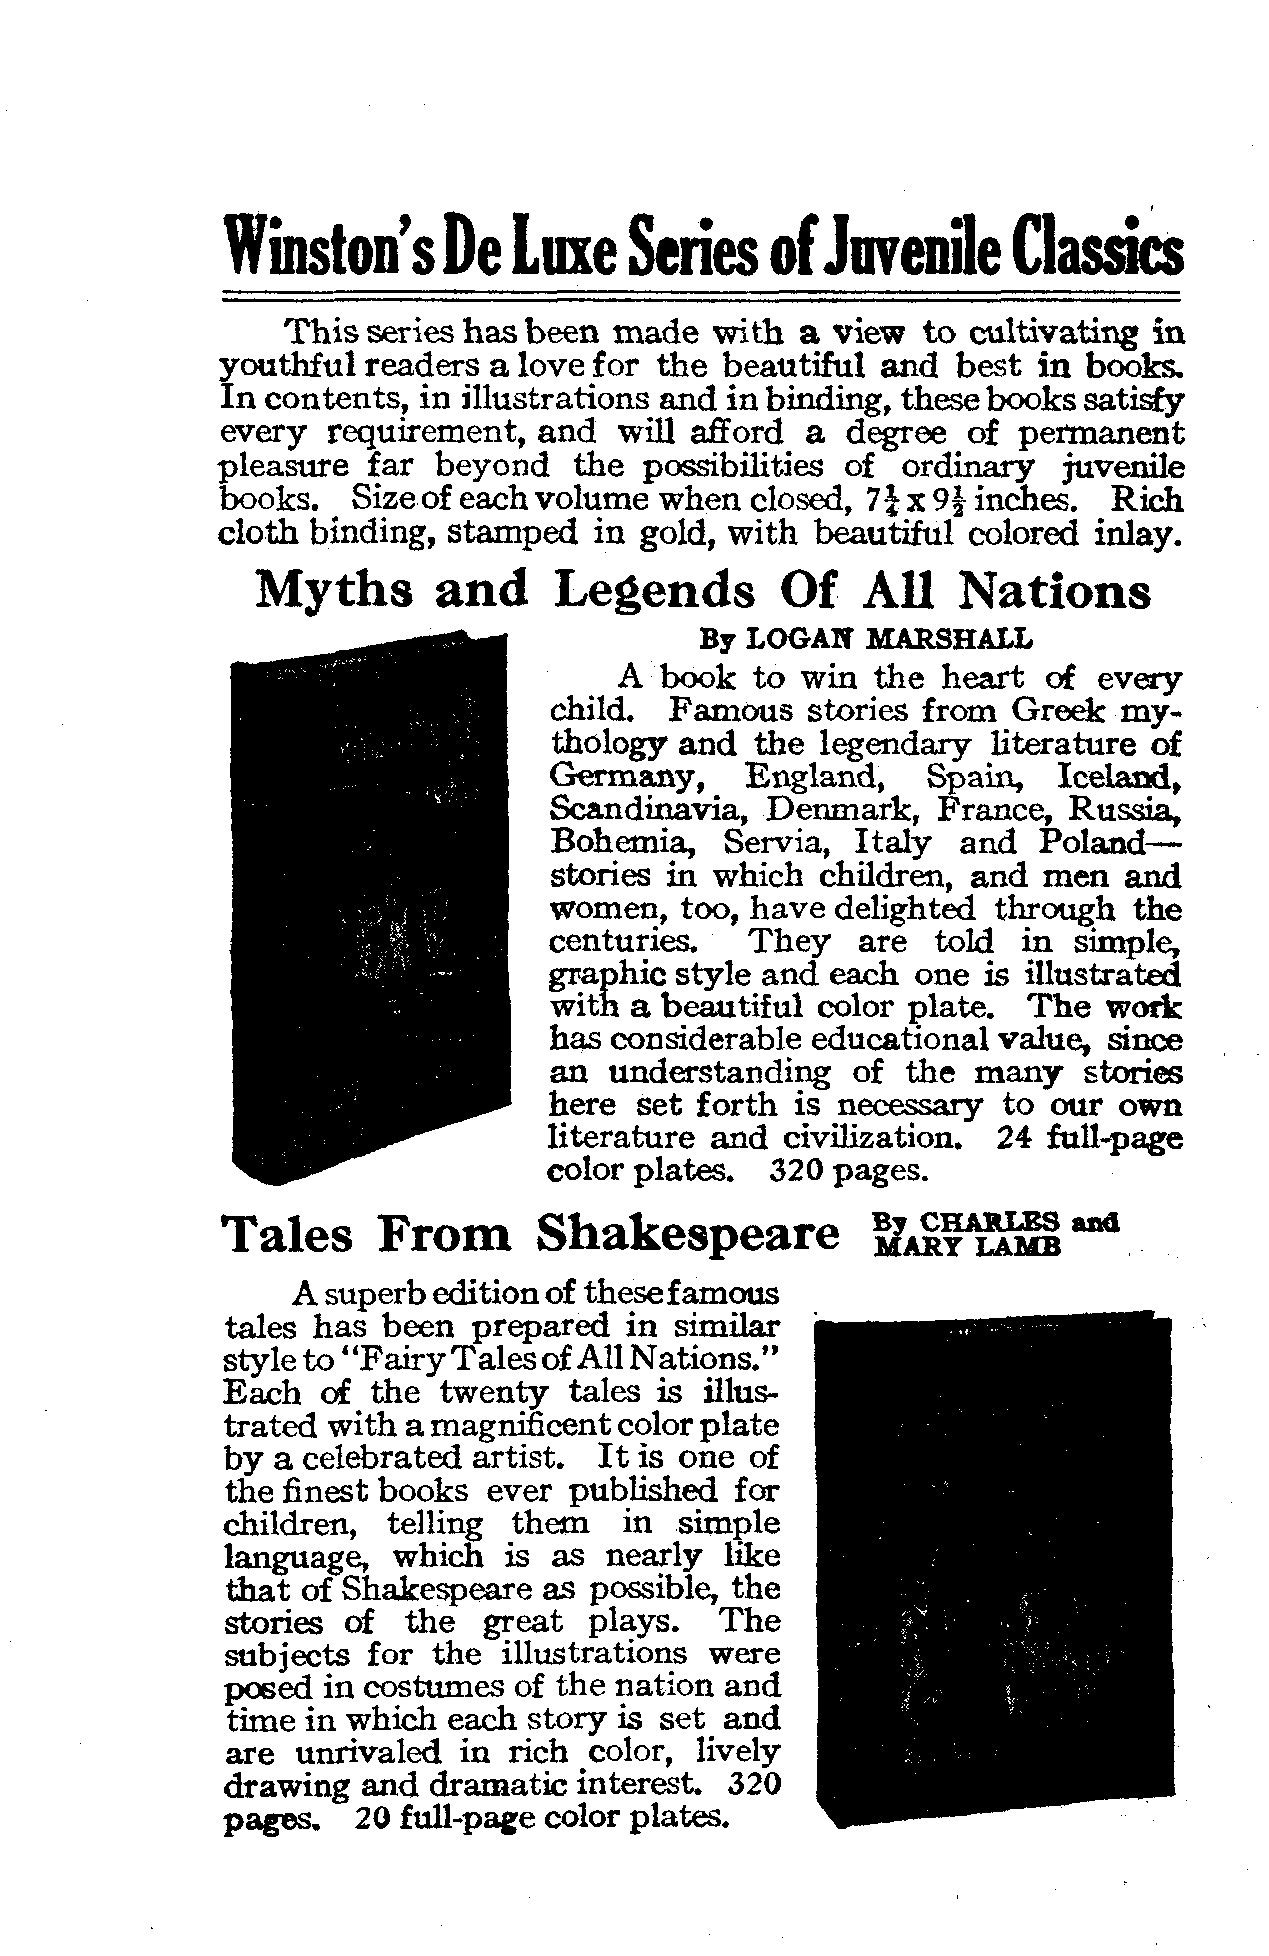 Winston's De Luxe Series of Juvenile Classics
This series has been made with a view to cultivating in
youthful readers a love for the beautiful and best in books.
In contents, in illustrations and in binding, these books satisfy
every requirement, and will afford a degree of permanent
pleasure far beyond the possibilities of ordinary juvenile
books. Size of each volume when closed, 7¼ x 9½ inches. Rich
cloth binding, stamped in gold, with beautiful colored inlay.
Myths and Legends Of All Nations
By LOGAN MARSHALL
A book to win the heart of every
child. Famous stories from Greek my-
thology and the legendary literature of
Germany, England, Spain, Iceland,
Scandinavia, Denmark, France, Russia,
Bohemia, Servia, Italy and Poland—
stories in which children, and men and
women, too, have delighted through the
centuries. They are told in simple,
graphic style and each one is illustrated
with a beautiful color plate. The work
has considerable educational value, since
an understanding of the many stories
here set forth is necessary to our own
literature and civilization. 24 full-page
color plates. 320 pages.
Tales From Shakespeare By CHARLES and
MARY LAMB
A superb edition of these famous
tales has been prepared in similar
style to “Fairy Tales of All Nations.”
Each of the twenty tales is illus-
trated with a magnificent color plate
by a celebrated artist. It is one of
the finest books ever published for
children, telling them in simple
language, which is as nearly like
that of Shakespeare as possible, the
stories of the great plays. The
subjects for the illustrations were
posed in costumes of the nation and
time in which each story is set and
are unrivaled in rich color, lively
drawing and dramatic interest. 320
pages. 20 full-page color plates.